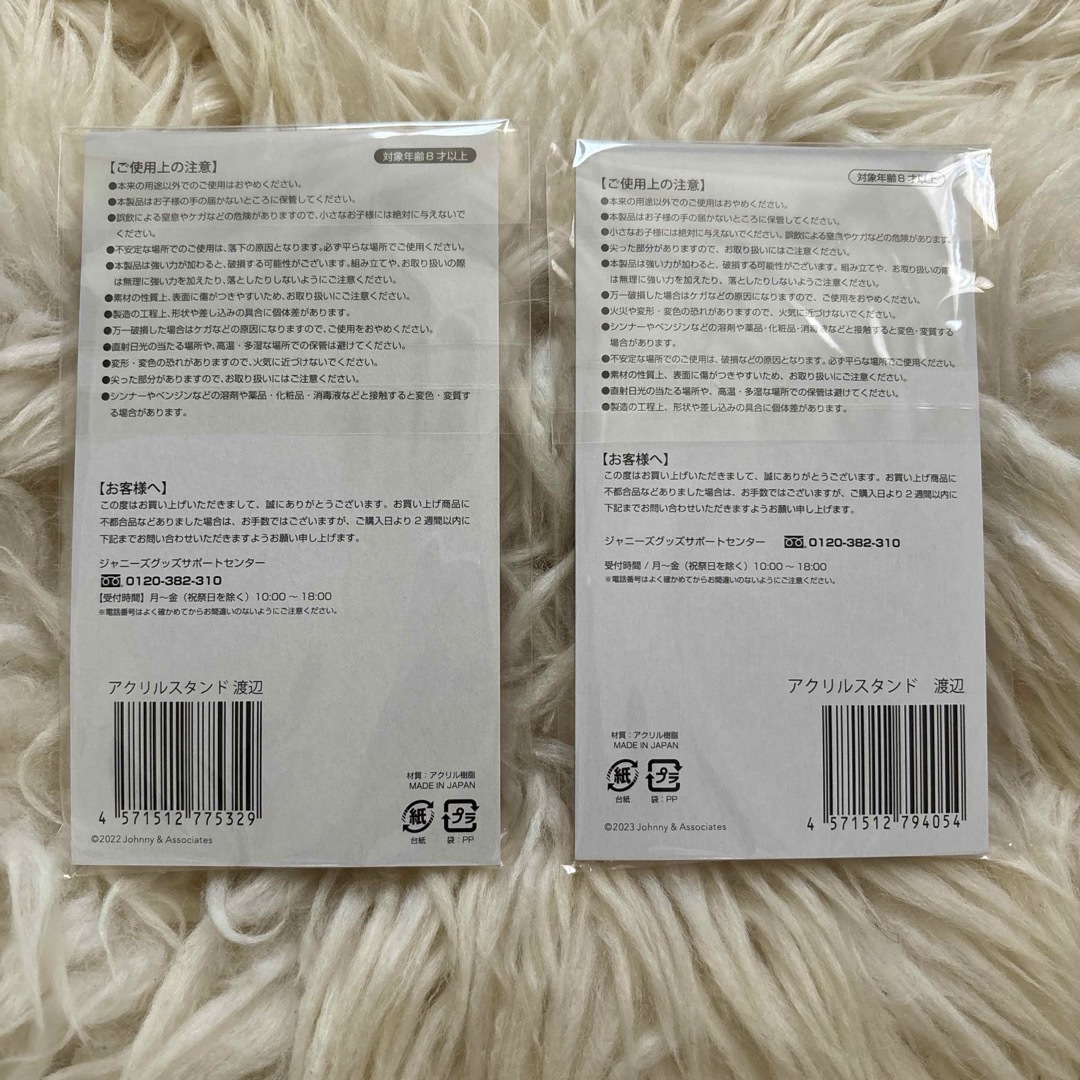 対象年齢8才以上
【ご使用上の注意】
●本来の用途以外でのご使用はおやめください。
●本製品はお子様の手の届かないところに保管してください。
●誤飲による窒息やケガなどの危険がありますので、小さなお子様には絶対に与えないで
ください。
●不安定な場所でのご使用は、落下の原因となります。必ず平らな場所でご使用ください。
●本製品は強い力が加わると、破損する可能性がございます。組み立てや、お取り扱いの際
は無理に強い力を加えたり、落としたりしないようにご注意ください。
●素材の性質上、表面に傷がつきやすいため、お取り扱いにご注意ください。
●製造の工程上、形状や差し込みの具合に個体差があります。
●万一破損した場合はケガなどの原因になりますので、ご使用をおやめください。
●直射日光の当たる場所や、高温・多湿な場所での保管は避けてください。
●変形・変色の恐れがありますので、火気に近づけないでください。
●尖った部分がありますので、お取り扱いにはご注意ください。
●シンナーやベンジンなどの溶剤や薬品・化粧品・消毒液などと接触すると変色・変質す
る場合があります。
【お客様へ】
この度はお買い上げいただきまして、誠にありがとうございます。お買い上げ商品に
不都合品などありました場合は、お手数ではございますが、ご購入日より2週間以内に
下記までお問い合わせいただきますようお願い申し上げます。
ジャニーズグッズサポートセンター
0120-382-310
【受付時間】月〜金（祝祭日を除く）10:00〜18:00
※電話番号はよく確かめてからお間違いのないようにご注意ください。
アクリルスタンド 渡辺
4 571512 775329
©2022 Johnny & Associates
材質：アクリル樹脂
MADE IN JAPAN
紙 プラ
台紙 袋：PP
対象年齢8才以上
【ご使用上の注意】
●本来の用途以外でのご使用はおやめください。
●本製品はお子様の手の届かないところに保管してください。
●小さなお子様には絶対に与えないでください。誤飲による窒息やケガなどの危険があります。
●尖った部分がありますので、お取り扱いにはご注意ください。
●本製品は強い力が加わると、破損する可能性がございます。組み立てや、お取り扱いの際
は無理に強い力を加えたり、落としたりしないようにご注意ください。
●万一破損した場合はケガなどの原因になりますので、ご使用をおやめください。
●火災や変形・変色の恐れがありますので、火気に近づけないでください。
●シンナーやベンジンなどの溶剤や薬品・化粧品・消毒液などと接触すると変色・変質する
場合があります。
●不安定な場所でのご使用は、破損などの原因となります。必ず平らな場所でご使用ください。
●素材の性質上、表面に傷がつきやすいため、お取り扱いにご注意ください。
●直射日光の当たる場所や、高温・多湿な場所での保管は避けてください。
●製造の工程上、形状や差し込みの具合に個体差があります。
【お客様へ】
この度はお買い上げいただきまして、誠にありがとうございます。お買い上げ商品に
不都合品などありました場合は、お手数ではございますが、ご購入日より2週間以内に
下記までお問い合わせいただきますようお願い申し上げます。
ジャニーズグッズサポートセンター 0120-382-310
受付時間 / 月〜金（祝祭日を除く）10:00〜18:00
※電話番号はよく確かめてからお間違いのないようにご注意ください。
アクリルスタンド 渡辺
材質：アクリル樹脂
MADE IN JAPAN
紙 プラ
台紙 袋：PP
4 571512 794054
©2023 Johnny & Associates